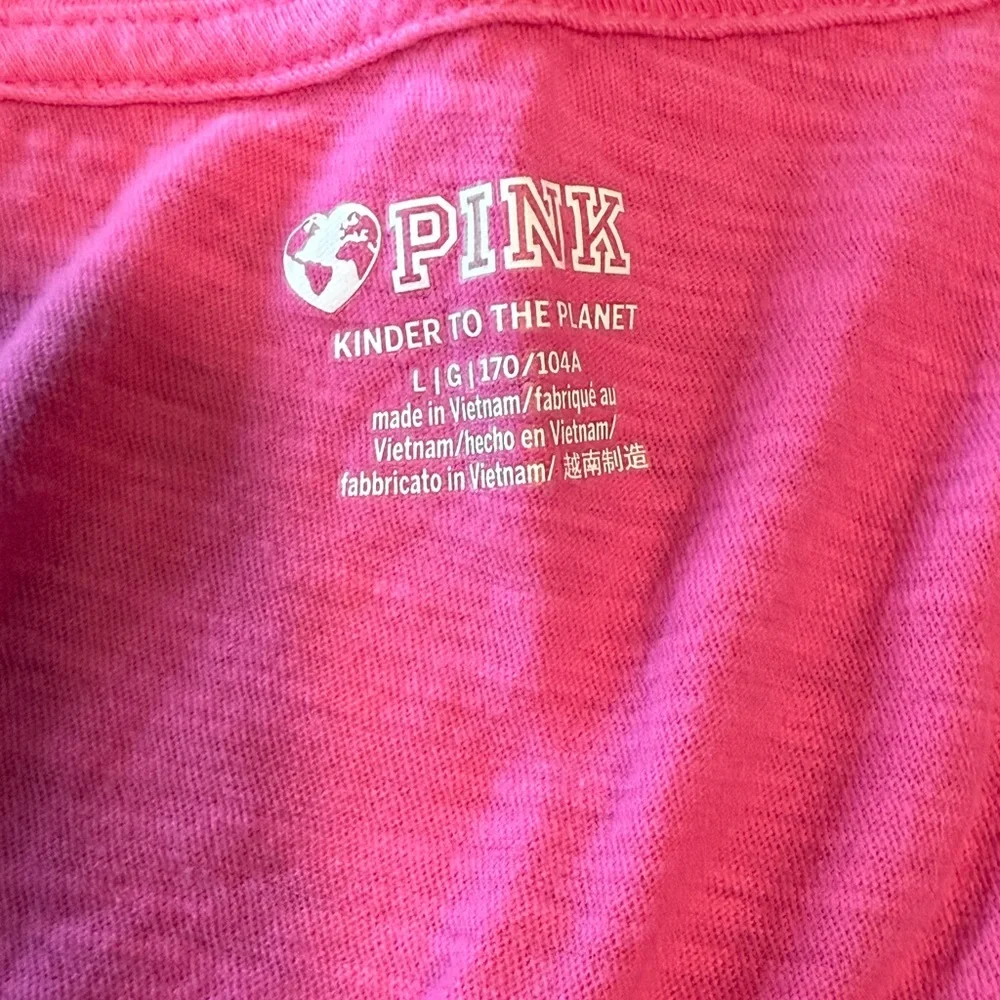 PINK
KINDER TO THE PLANET
L | G | 170/104A
made in Vietnam/fabriqué au
Vietnam/hecho en Vietnam/
fabbricato in Vietnam/ 越南制造